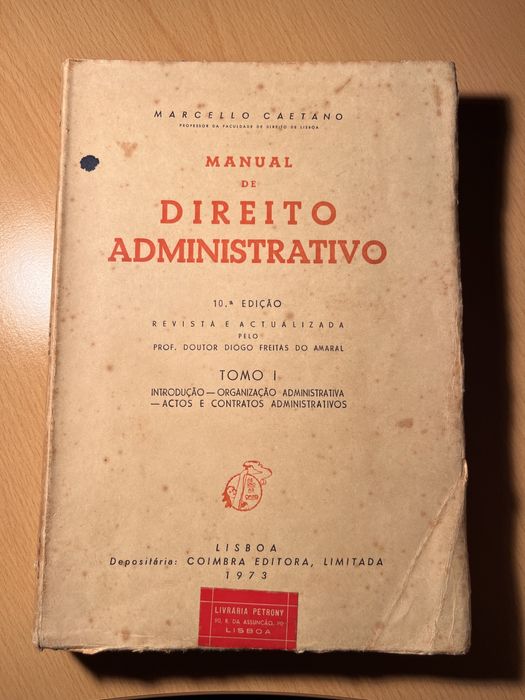 MARCELLO CAETANO
PROFESSOR DA FACULDADE DE DIREITO DE LISBOA
MANUAL
DE
DIREITO
ADMINISTRATIVO
10.ª EDIÇÃO
REVISTA E ACTUALIZADA
PELO
PROF. DOUTOR DIOGO FREITAS DO AMARAL
TOMO I
INTRODUÇÃO — ORGANIZAÇÃO ADMINISTRATIVA
— ACTOS E CONTRATOS ADMINISTRATIVOS
LISBOA
Depositária: COIMBRA EDITORA, LIMITADA
1973
LIVRARIA PETRONY
R. DA ASSUNÇÃO,
LISBOA